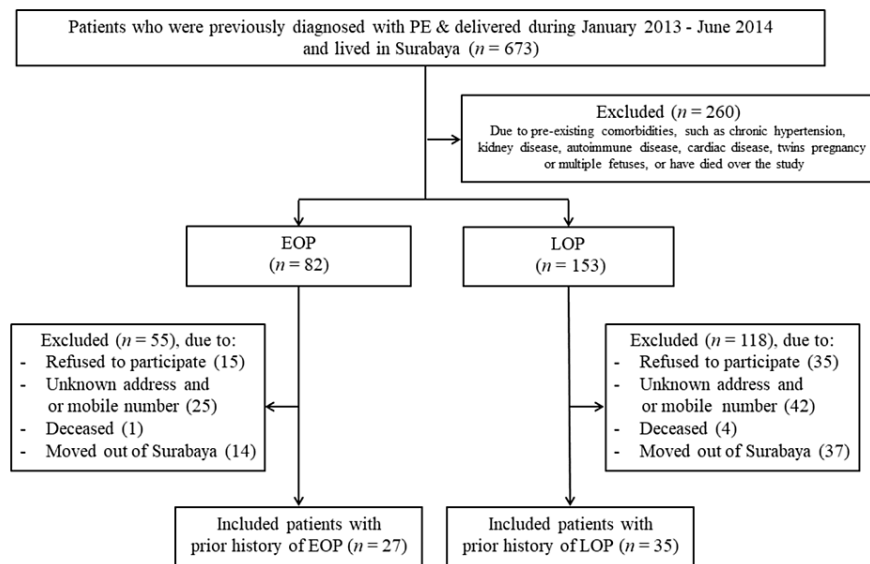 Patients who were previously diagnosed with PE & delivered during January 2013 - June 2014
and lived in Surabaya (n = 673)
Excluded (n = 260)
Due to pre-existing comorbidities, such as chronic hypertension,
kidney disease, autoimmune disease, cardiac disease, twins pregnancy
or multiple fetuses, or have died over the study
EOP
(n = 82)
LOP
(n = 153)
Excluded (n = 55), due to:
- Refused to participate (15)
- Unknown address and
or mobile number (25)
- Deceased (1)
- Moved out of Surabaya (14)
Excluded (n = 118), due to:
- Refused to participate (35)
- Unknown address and
or mobile number (42)
- Deceased (4)
- Moved out of Surabaya (37)
Included patients with
prior history of EOP (n = 27)
Included patients with
prior history of LOP (n = 35)